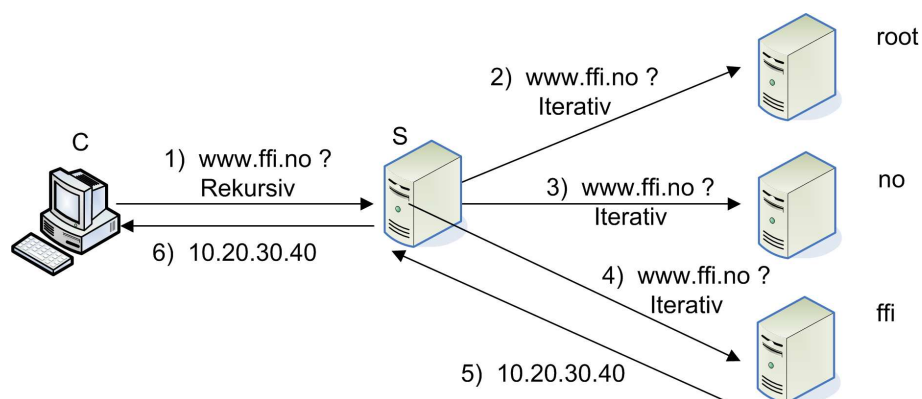 root
2) www.ffi.no ?
Iterativ
C
S
1) www.ffi.no ?
Rekursiv
no
3) www.ffi.no ?
Iterativ
6) 10.20.30.40
4) www.ffi.no ?
Iterativ
ffi
5) 10.20.30.40